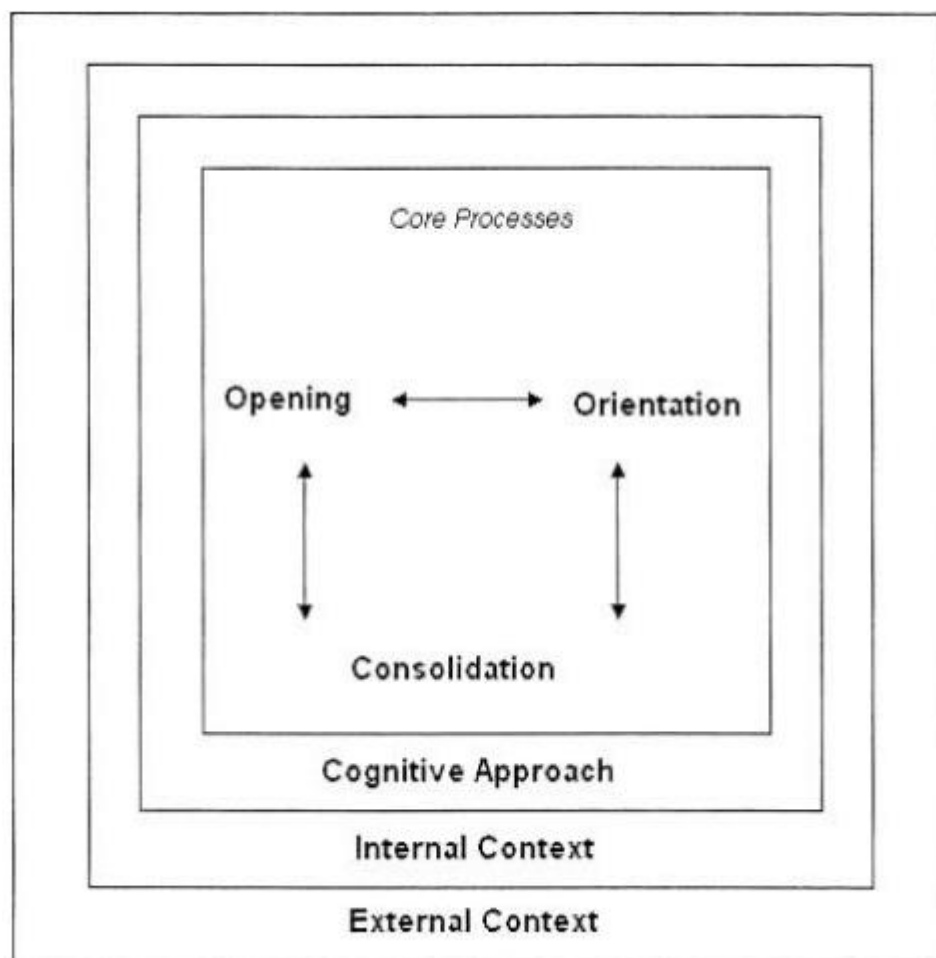 Core Processes
Opening
Orientation
Consolidation
Cognitive Approach
Internal Context
External Context